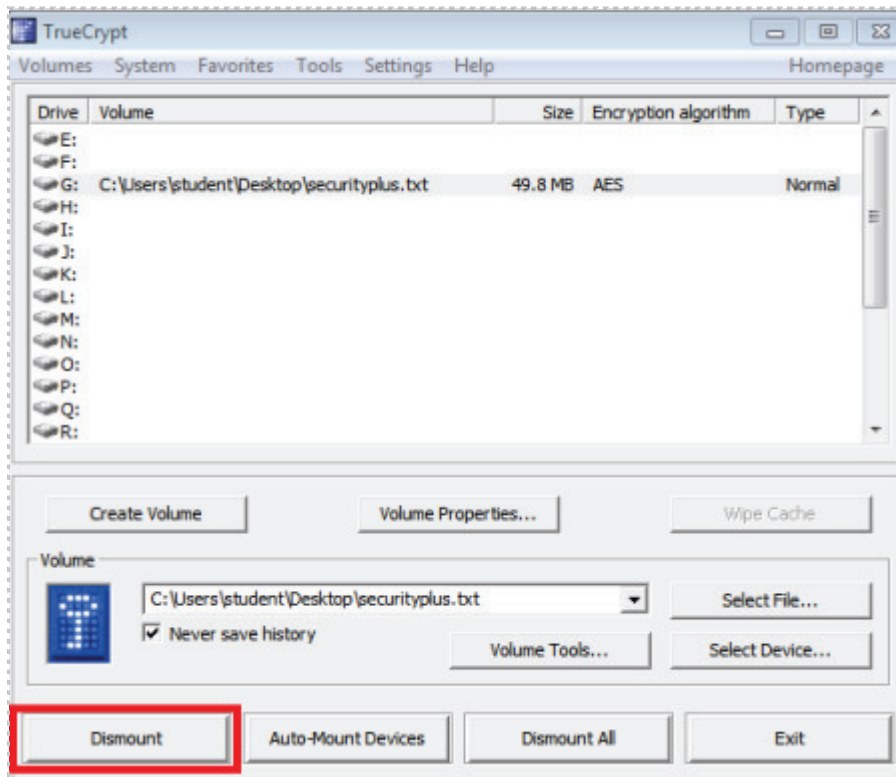 TrueCrypt
Volumes System Favorites Tools Settings Help Homepage
Drive Volume Size Encryption algorithm Type
E:
F:
G: C:\Users\student\Desktop\securityplus.txt 49.8 MB AES Normal
H:
I:
J:
K:
L:
M:
N:
O:
P:
Q:
R:
Create Volume Volume Properties... Wipe Cache
Volume
C:\Users\student\Desktop\securityplus.txt Select File...
Never save history
Volume Tools... Select Device...
Dismount Auto-Mount Devices Dismount All Exit